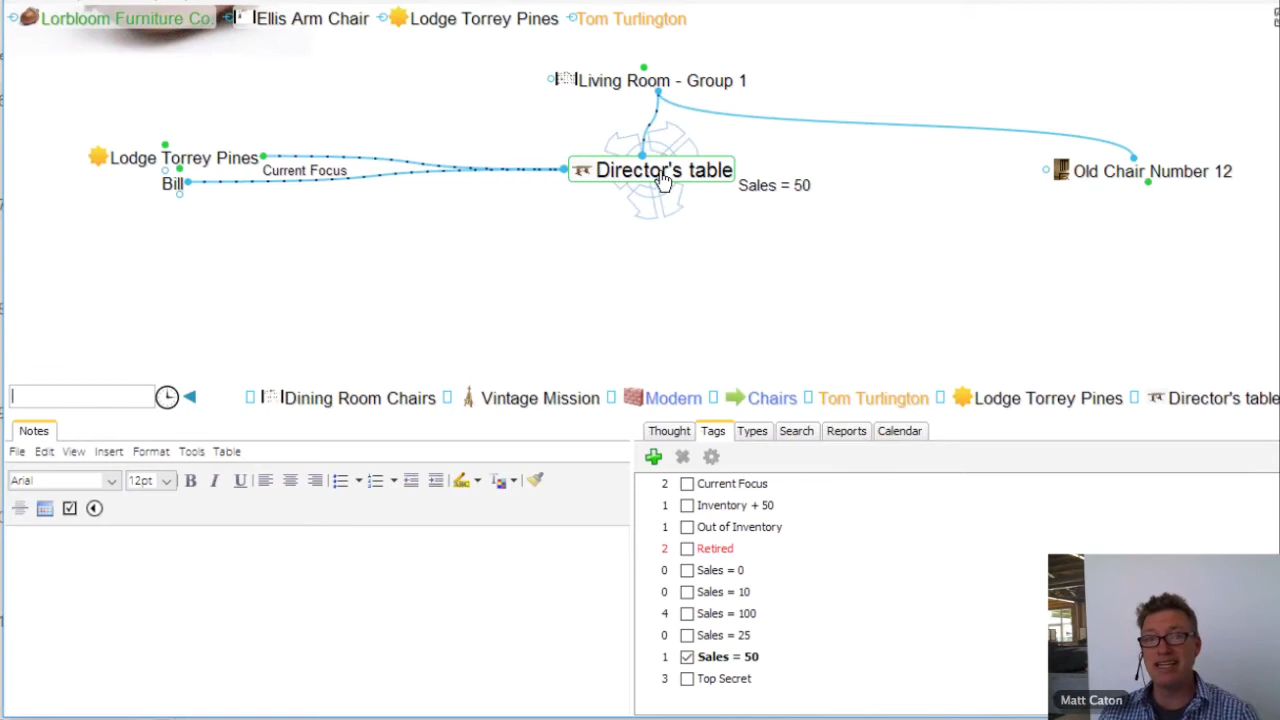 Lorbloom Furniture Co. Ellis Arm Chair Lodge Torrey Pines Tom Turlington
Living Room - Group 1
Lodge Torrey Pines
Current Focus
Bill
Director's table
Sales = 50
Old Chair Number 12
Dining Room Chairs Vintage Mission Modern Chairs Tom Turlington Lodge Torrey Pines Director's table
Notes
File Edit View Insert Format Tools Table
Arial 12pt B I U
Thought Tags Types Search Reports Calendar
2 Current Focus
1 Inventory + 50
1 Out of Inventory
2 Retired
0 Sales = 0
0 Sales = 10
4 Sales = 100
0 Sales = 25
1 Sales = 50
3 Top Secret
Matt Caton